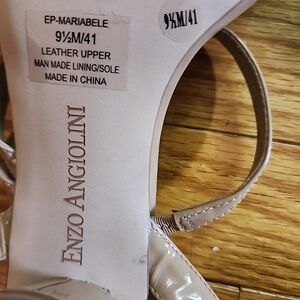 EP-MARIABELE
9½M/41
LEATHER UPPER
MAN MADE LINING/SOLE
MADE IN CHINA
9½M/41
ENZO ANGIOLINI